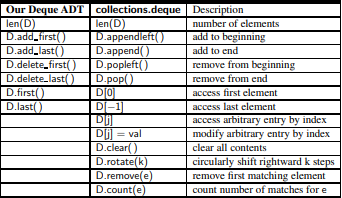 Our Deque ADT collections.deque Description
len(D) len(D) number of elements
D.add_first() D.appendleft() add to beginning
D.add_last() D.append() add to end
D.delete_first() D.popleft() remove from beginning
D.delete_last() D.pop() remove from end
D.first() D[0] access first element
D.last() D[−1] access last element
D[j] access arbitrary entry by index
D[j] = val modify arbitrary entry by index
D.clear() clear all contents
D.rotate(k) circularly shift rightward k steps
D.remove(e) remove first matching element
D.count(e) count number of matches for e